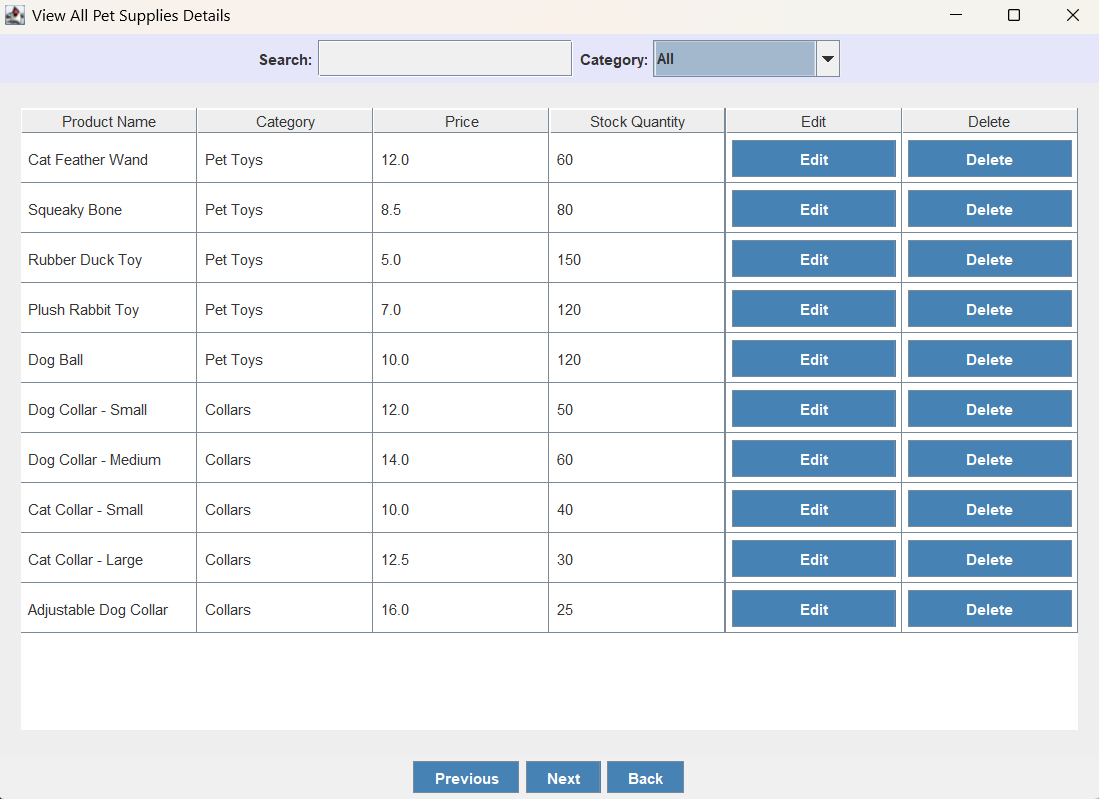 View All Pet Supplies Details
Search: Category: All
Product Name Category Price Stock Quantity Edit Delete
Cat Feather Wand Pet Toys 12.0 60 Edit Delete
Squeaky Bone Pet Toys 8.5 80 Edit Delete
Rubber Duck Toy Pet Toys 5.0 150 Edit Delete
Plush Rabbit Toy Pet Toys 7.0 120 Edit Delete
Dog Ball Pet Toys 10.0 120 Edit Delete
Dog Collar - Small Collars 12.0 50 Edit Delete
Dog Collar - Medium Collars 14.0 60 Edit Delete
Cat Collar - Small Collars 10.0 40 Edit Delete
Cat Collar - Large Collars 12.5 30 Edit Delete
Adjustable Dog Collar Collars 16.0 25 Edit Delete
Previous Next Back